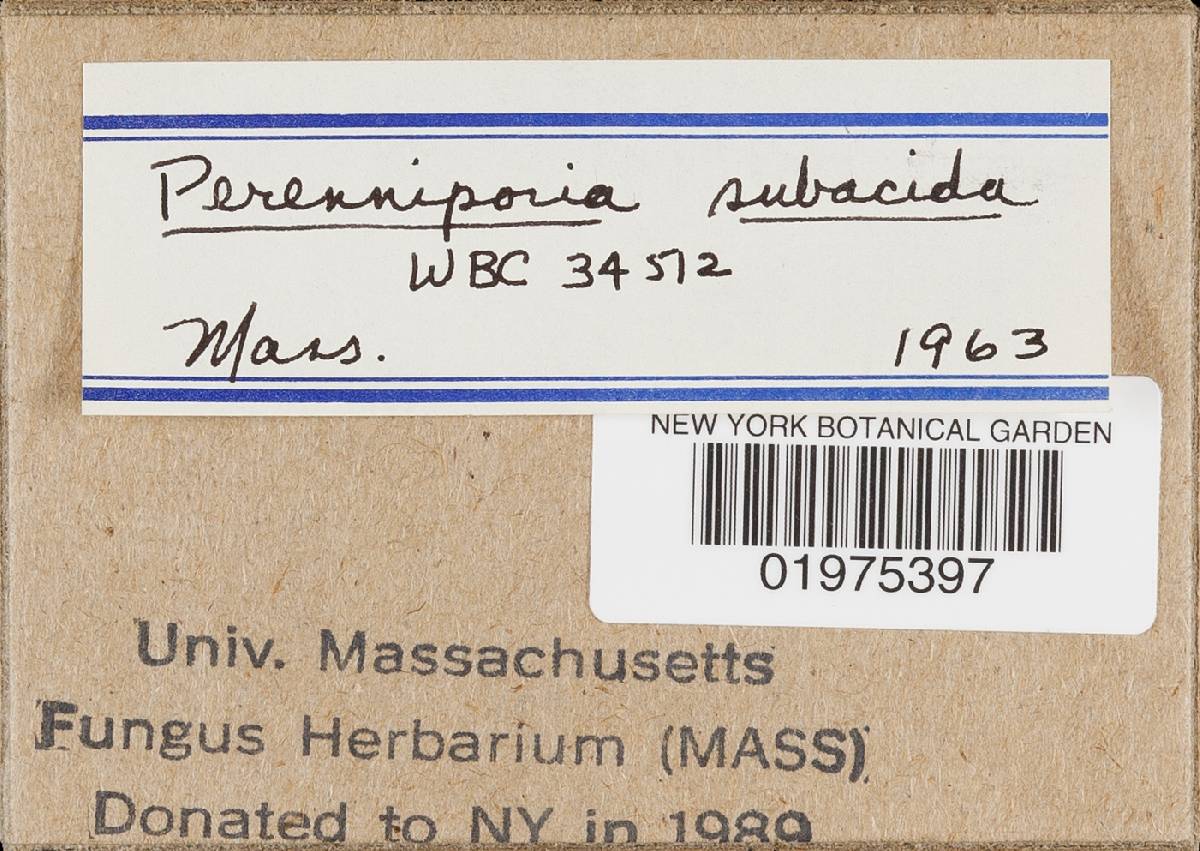 Perenniporia subacida
WBC 34512
Mass. 1963
NEW YORK BOTANICAL GARDEN
01975397
Univ. Massachusetts
Fungus Herbarium (MASS)
Donated to NY in 1989